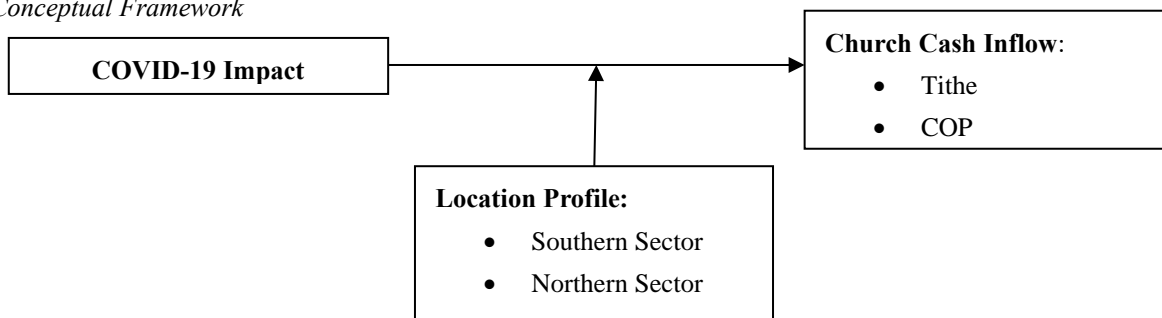 Conceptual Framework
COVID-19 Impact
Church Cash Inflow:
• Tithe
• COP
Location Profile:
• Southern Sector
• Northern Sector